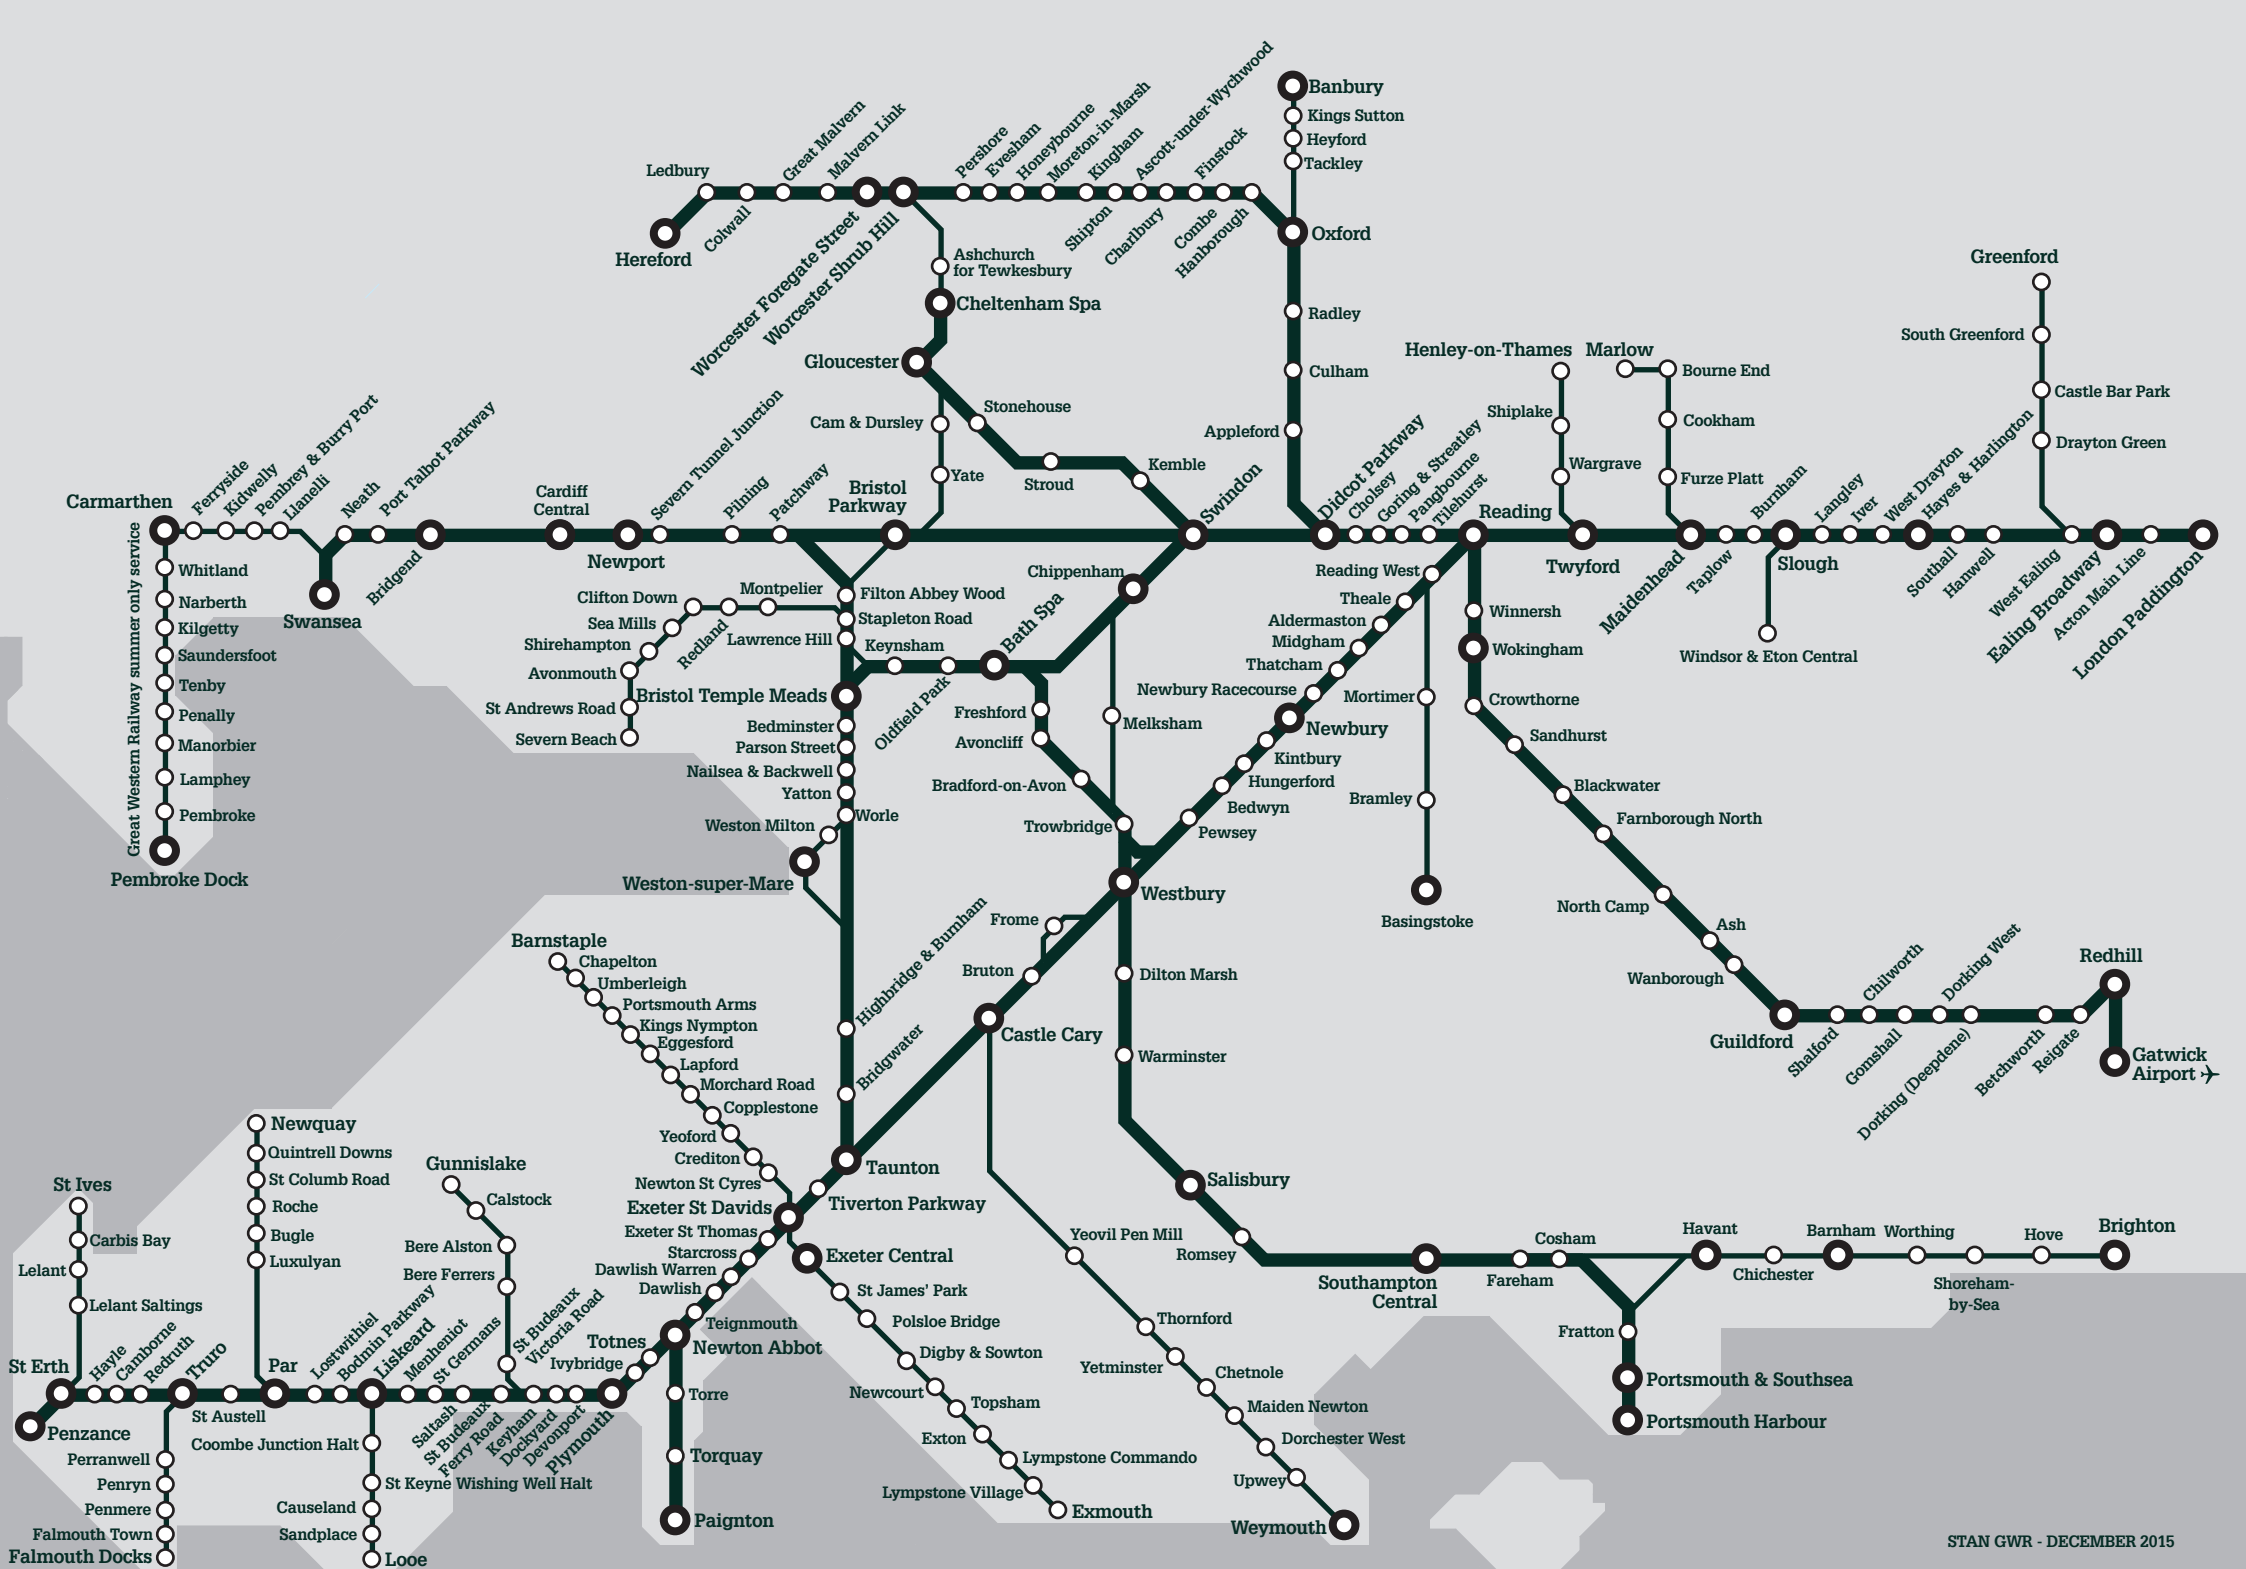 Banbury
Kings Sutton
Heyford
Tackley
Oxford
Radley
Culham
Appleford
Ledbury
Colwall
Great Malvern
Malvern Link
Hereford
Worcester Foregate Street
Worcester Shrub Hill
Pershore
Evesham
Honeybourne
Moreton-in-Marsh
Kingham
Shipton
Ascott-under-Wychwood
Charlbury
Finstock
Combe
Hanborough
Ashchurch
for Tewkesbury
Cheltenham Spa
Gloucester
Stonehouse
Stroud
Kemble
Cam & Dursley
Yate
Greenford
South Greenford
Castle Bar Park
Drayton Green
Henley-on-Thames
Shiplake
Wargrave
Marlow
Bourne End
Cookham
Furze Platt
Carmarthen
Ferryside
Kidwelly
Pembrey & Burry Port
Llanelli
Neath
Port Talbot Parkway
Swansea
Bridgend
Cardiff
Central
Newport
Severn Tunnel Junction
Pilning
Patchway
Bristol
Parkway
Swindon
Didcot Parkway
Cholsey
Goring & Streatley
Pangbourne
Tilehurst
Reading
Twyford
Maidenhead
Taplow
Burnham
Slough
Windsor & Eton Central
Langley
Iver
West Drayton
Hayes & Harlington
Southall
Hanwell
West Ealing
Ealing Broadway
Acton Main Line
London Paddington
Great Western Railway summer only service
Whitland
Narberth
Kilgetty
Saundersfoot
Tenby
Penally
Manorbier
Lamphey
Pembroke
Pembroke Dock
Montpelier
Clifton Down
Sea Mills
Redland
Shirehampton
Avonmouth
St Andrews Road
Severn Beach
Filton Abbey Wood
Stapleton Road
Lawrence Hill
Keynsham
Oldfield Park
Bath Spa
Chippenham
Bristol Temple Meads
Bedminster
Parson Street
Nailsea & Backwell
Yatton
Worle
Weston Milton
Weston-super-Mare
Highbridge & Burnham
Bridgwater
Freshford
Avoncliff
Bradford-on-Avon
Trowbridge
Melksham
Westbury
Reading West
Theale
Aldermaston
Midgham
Thatcham
Newbury Racecourse
Newbury
Kintbury
Hungerford
Bedwyn
Pewsey
Mortimer
Bramley
Basingstoke
Winnersh
Wokingham
Crowthorne
Sandhurst
Blackwater
Farnborough North
North Camp
Ash
Wanborough
Guildford
Shalford
Chilworth
Gomshall
Dorking West
Dorking (Deepdene)
Betchworth
Reigate
Redhill
Gatwick
Airport
Frome
Bruton
Castle Cary
Dilton Marsh
Warminster
Salisbury
Romsey
Southampton
Central
Fareham
Cosham
Havant
Chichester
Barnham
Worthing
Shoreham-
by-Sea
Hove
Brighton
Fratton
Portsmouth & Southsea
Portsmouth Harbour
Yeovil Pen Mill
Thornford
Yetminster
Chetnole
Maiden Newton
Dorchester West
Upwey
Weymouth
Barnstaple
Chapelton
Umberleigh
Portsmouth Arms
Kings Nympton
Eggesford
Lapford
Morchard Road
Copplestone
Yeoford
Crediton
Newton St Cyres
Taunton
Tiverton Parkway
Exeter St Davids
Exeter St Thomas
Exeter Central
Starcross
Dawlish Warren
Dawlish
Teignmouth
Newton Abbot
Torre
Torquay
Paignton
St James' Park
Polsloe Bridge
Digby & Sowton
Newcourt
Topsham
Exton
Lympstone Commando
Lympstone Village
Exmouth
Totnes
Ivybridge
Plymouth
Devonport
Dockyard
Keyham
St Budeaux
Ferry Road
St Budeaux
Victoria Road
Saltash
St Germans
Menheniot
Liskeard
Bodmin Parkway
Lostwithiel
Par
St Austell
Truro
Redruth
Camborne
Hayle
St Erth
Penzance
Gunnislake
Calstock
Bere Alston
Bere Ferrers
Newquay
Quintrell Downs
St Columb Road
Roche
Bugle
Luxulyan
St Ives
Carbis Bay
Lelant
Lelant Saltings
Perranwell
Penryn
Penmere
Falmouth Town
Falmouth Docks
Coombe Junction Halt
St Keyne Wishing Well Halt
Causeland
Sandplace
Looe
STAN GWR - DECEMBER 2015